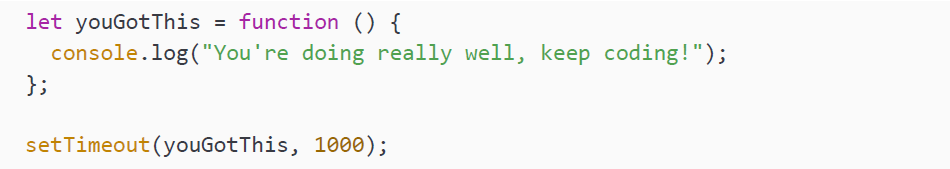 let youGotThis = function () {
  console.log("You're doing really well, keep coding!");
};
setTimeout(youGotThis, 1000);